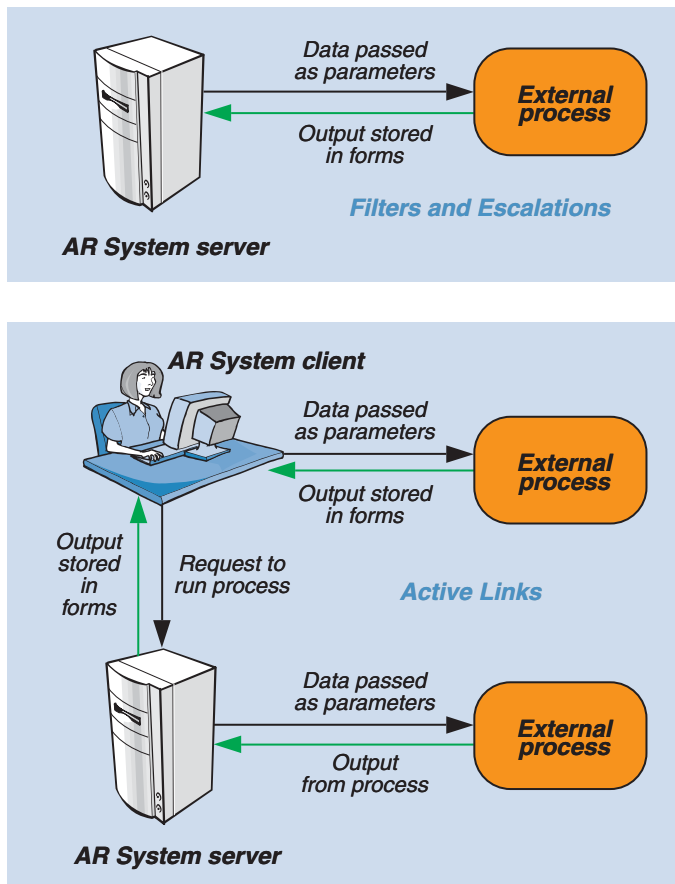 Data passed
as parameters
External
process
Output stored
in forms
Filters and Escalations
AR System server
AR System client
Data passed
as parameters
External
process
Output stored
in forms
Output
stored
in
forms
Request to
run process
Active Links
Data passed
as parameters
External
process
Output
from process
AR System server